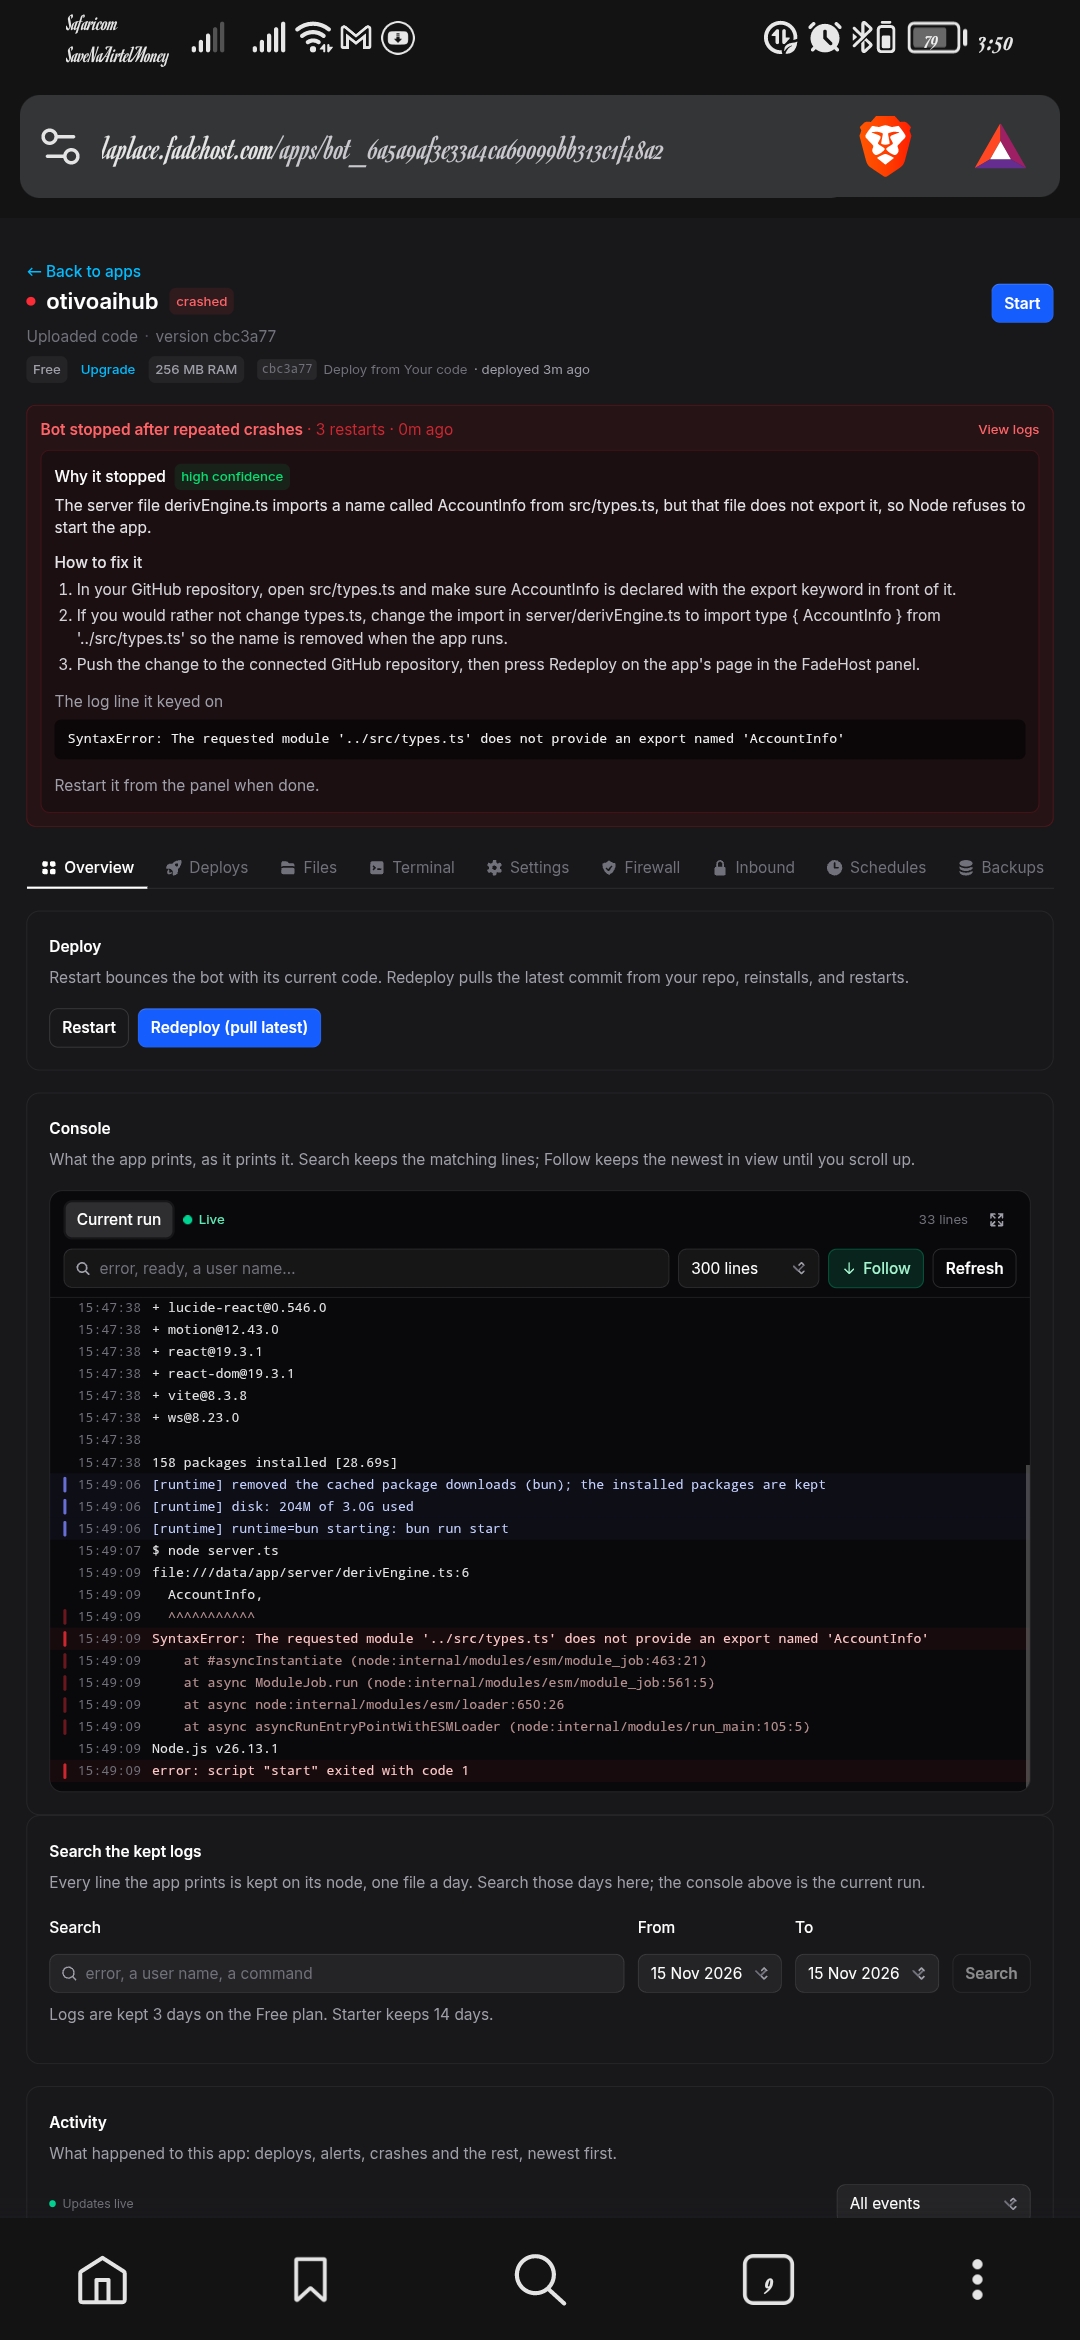 Safaricom
SaveNaAirtelMoney
79
3:50
laplace.fadehost.com/apps/bot_6a5a9af3e33a4ca69099bb313c1f48a2
← Back to apps
otivoaihub crashed
Start
Uploaded code · version cbc3a77
Free Upgrade 256 MB RAM cbc3a77 Deploy from Your code · deployed 3m ago
Bot stopped after repeated crashes · 3 restarts · 0m ago
View logs
Why it stopped high confidence
The server file derivEngine.ts imports a name called AccountInfo from src/types.ts, but that file does not export it, so Node refuses to
start the app.
How to fix it
1. In your GitHub repository, open src/types.ts and make sure AccountInfo is declared with the export keyword in front of it.
2. If you would rather not change types.ts, change the import in server/derivEngine.ts to import type { AccountInfo } from
'../src/types.ts' so the name is removed when the app runs.
3. Push the change to the connected GitHub repository, then press Redeploy on the app's page in the FadeHost panel.
The log line it keyed on
SyntaxError: The requested module '../src/types.ts' does not provide an export named 'AccountInfo'
Restart it from the panel when done.
Overview Deploys Files Terminal Settings Firewall Inbound Schedules Backups
Deploy
Restart bounces the bot with its current code. Redeploy pulls the latest commit from your repo, reinstalls, and restarts.
Restart Redeploy (pull latest)
Console
What the app prints, as it prints it. Search keeps the matching lines; Follow keeps the newest in view until you scroll up.
Current run Live
33 lines
error, ready, a user name...
300 lines
↓ Follow
Refresh
15:47:38 + lucide-react@0.546.0
15:47:38 + motion@12.43.0
15:47:38 + react@19.3.1
15:47:38 + react-dom@19.3.1
15:47:38 + vite@8.3.8
15:47:38 + ws@8.23.0
15:47:38
15:47:38 158 packages installed [28.69s]
15:49:06 [runtime] removed the cached package downloads (bun); the installed packages are kept
15:49:06 [runtime] disk: 204M of 3.0G used
15:49:06 [runtime] runtime=bun starting: bun run start
15:49:07 $ node server.ts
15:49:09 file:///data/app/server/derivEngine.ts:6
15:49:09 AccountInfo,
15:49:09 ^^^^^^^^^^^
15:49:09 SyntaxError: The requested module '../src/types.ts' does not provide an export named 'AccountInfo'
15:49:09 at #asyncInstantiate (node:internal/modules/esm/module_job:463:21)
15:49:09 at async ModuleJob.run (node:internal/modules/esm/module_job:561:5)
15:49:09 at async node:internal/modules/esm/loader:650:26
15:49:09 at async asyncRunEntryPointWithESMLoader (node:internal/modules/run_main:105:5)
15:49:09 Node.js v26.13.1
15:49:09 error: script "start" exited with code 1
Search the kept logs
Every line the app prints is kept on its node, one file a day. Search those days here; the console above is the current run.
Search From To
error, a user name, a command
15 Nov 2026
15 Nov 2026
Search
Logs are kept 3 days on the Free plan. Starter keeps 14 days.
Activity
What happened to this app: deploys, alerts, crashes and the rest, newest first.
Updates live
All events
9